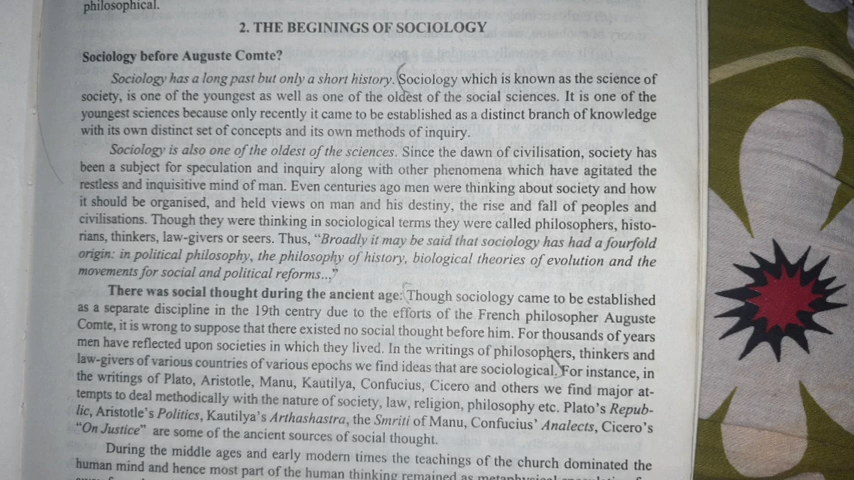 philosophical.
2. THE BEGININGS OF SOCIOLOGY
Sociology before Auguste Comte?
Sociology has a long past but only a short history. Sociology which is known as the science of
society, is one of the youngest as well as one of the oldest of the social sciences. It is one of the
youngest sciences because only recently it came to be established as a distinct branch of knowledge
with its own distinct set of concepts and its own methods of inquiry.
Sociology is also one of the oldest of the sciences. Since the dawn of civilisation, society has
been a subject for speculation and inquiry along with other phenomena which have agitated the
restless and inquisitive mind of man. Even centuries ago men were thinking about society and how
it should be organised, and held views on man and his destiny, the rise and fall of peoples and
civilisations. Though they were thinking in sociological terms they were called philosophers, histo-
rians, thinkers, law-givers or seers. Thus, “Broadly it may be said that sociology has had a fourfold
origin: in political philosophy, the philosophy of history, biological theories of evolution and the
movements for social and political reforms...”
There was social thought during the ancient age: Though sociology came to be established
as a separate discipline in the 19th centry due to the efforts of the French philosopher Auguste
Comte, it is wrong to suppose that there existed no social thought before him. For thousands of years
men have reflected upon societies in which they lived. In the writings of philosophers, thinkers and
law-givers of various countries of various epochs we find ideas that are sociological. For instance, in
the writings of Plato, Aristotle, Manu, Kautilya, Confucius, Cicero and others we find major at-
tempts to deal methodically with the nature of society, law, religion, philosophy etc. Plato’s Repub-
lic, Aristotle’s Politics, Kautilya’s Arthashastra, the Smriti of Manu, Confucius’ Analects, Cicero’s
“On Justice” are some of the ancient sources of social thought.
During the middle ages and early modern times the teachings of the church dominated the
human mind and hence most part of the human thinking remained as metaphysical